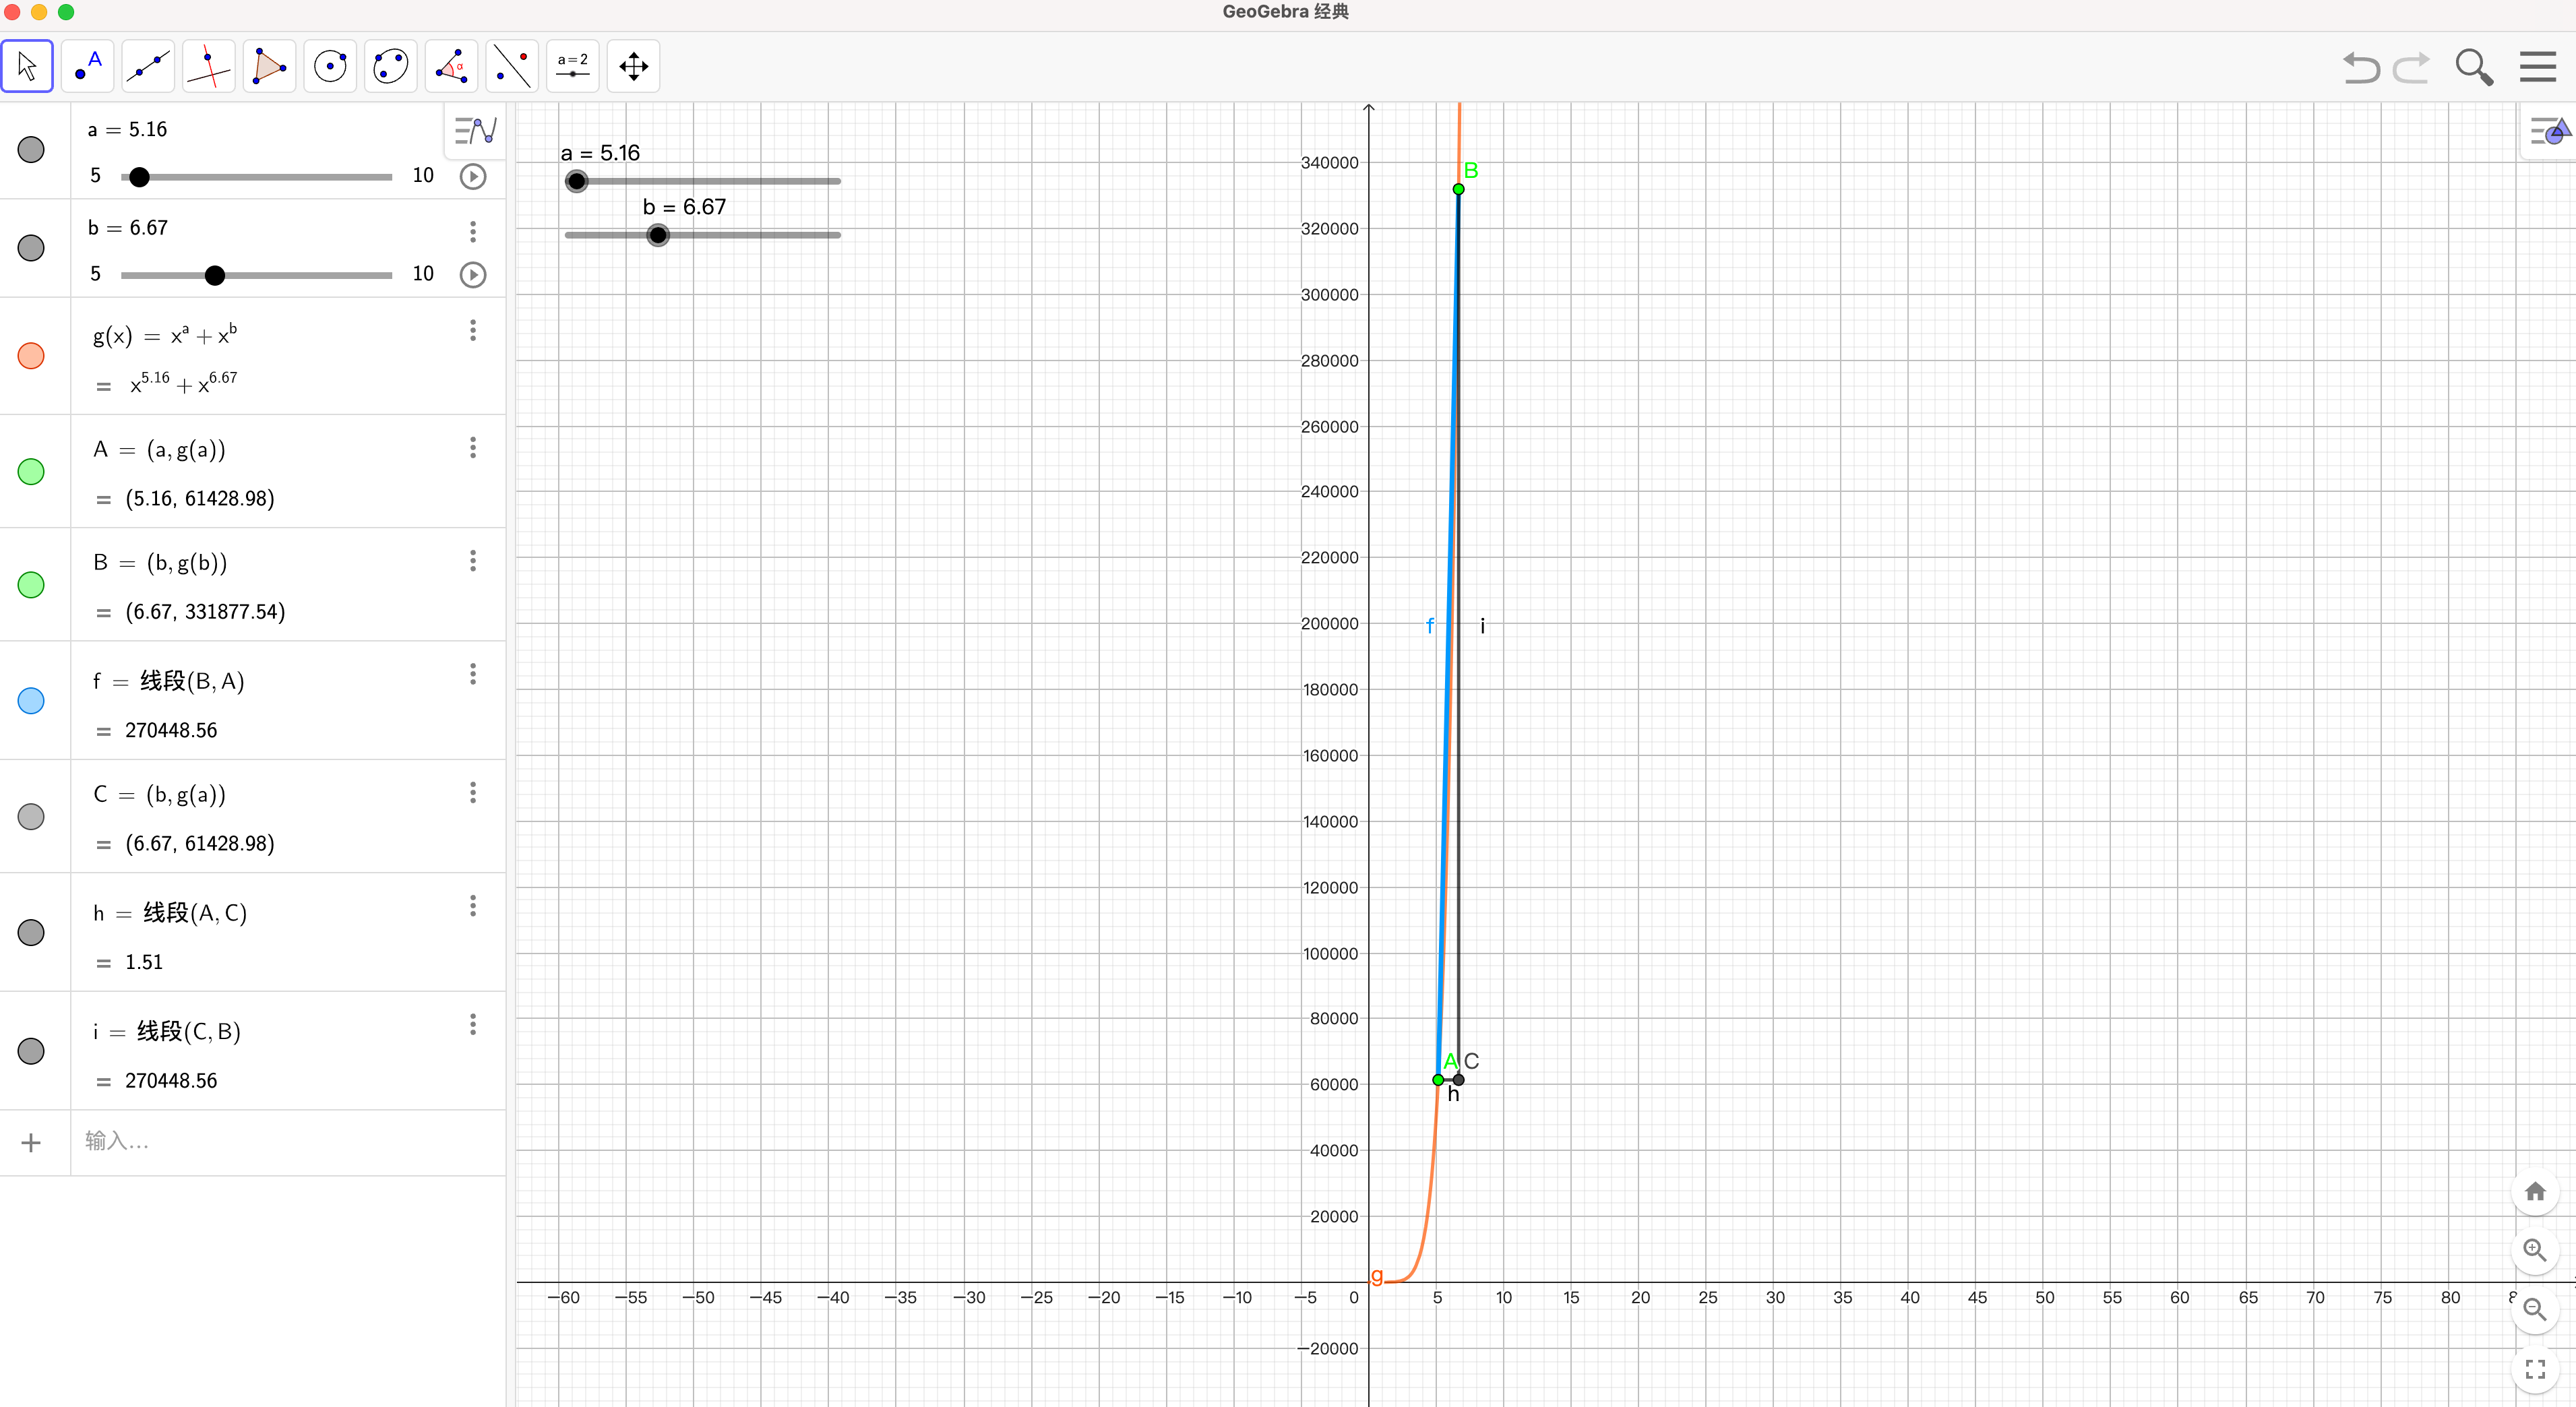 GeoGebra 经典
A
α
a = 2
a = 5.16
5 10
b = 6.67
5 10
g(x) = xᵃ + xᵇ
= x⁵·¹⁶ + x⁶·⁶⁷
A = (a, g(a))
= (5.16, 61428.98)
B = (b, g(b))
= (6.67, 331877.54)
f = 线段(B, A)
= 270448.56
C = (b, g(a))
= (6.67, 61428.98)
h = 线段(A, C)
= 1.51
i = 线段(C, B)
= 270448.56
+ 输入...
a = 5.16
b = 6.67
340000
B
320000
300000
280000
260000
240000
220000
200000
f i
180000
160000
140000
120000
100000
80000
A C
60000
h
40000
20000
g
−60 −55 −50 −45 −40 −35 −30 −25 −20 −15 −10 −5 0 5 10 15 20 25 30 35 40 45 50 55 60 65 70 75 80
−20000